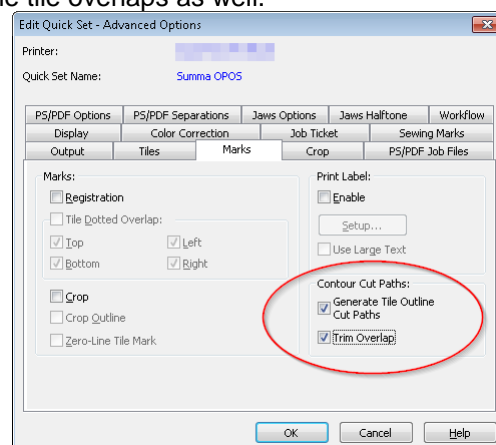 e tile overlaps as well.
Edit Quick Set - Advanced Options
Printer:
Quick Set Name: Summa OPOS
PS/PDF Options PS/PDF Separations Jaws Options Jaws Halftone Workflow
Display Color Correction Job Ticket Sewing Marks
Output Tiles Marks Crop PS/PDF Job Files
Marks: Print Label:
Registration Enable
Tile Dotted Overlap: Setup...
Top Left Use Large Text
Bottom Right
Contour Cut Paths:
Crop Generate Tile Outline
Cut Paths
Crop Outline
Zero-Line Tile Mark Trim Overlap
OK Cancel Help